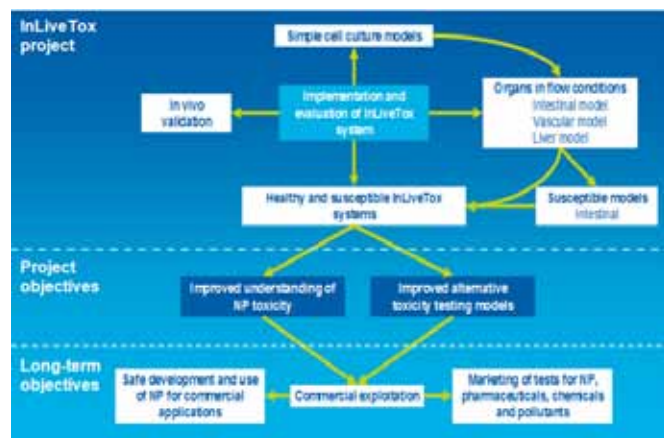 InLiveTox
project
Simple cell culture models
In vivo
validation
Implementation and
evaluation of InLiveTox
system
Organs in flow conditions
Intestinal model
Vascular model
Liver model
Healthy and susceptible InLiveTox
systems
Susceptible models
Intestinal
Project
objectives
Improved understanding of
NP toxicity
Improved alternative
toxicity testing models
Long-term
objectives
Safe development and use
of NP for commercial
applications
Commercial exploitation
Marketing of tests for NP,
pharmaceuticals, chemicals
and pollutants